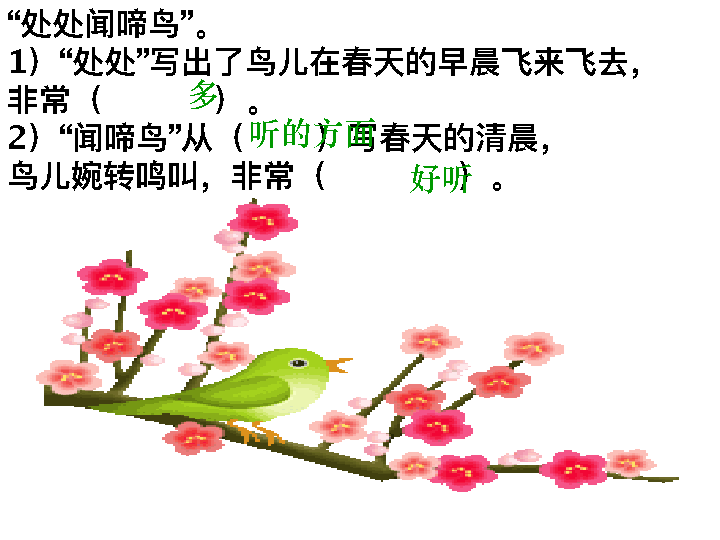 “处处闻啼鸟”。
1）“处处”写出了鸟儿在春天的早晨飞来飞去，
非常（ 多 ）。
2）“闻啼鸟”从（听的方面）写春天的清晨，
鸟儿婉转鸣叫，非常（ 好听 ）。